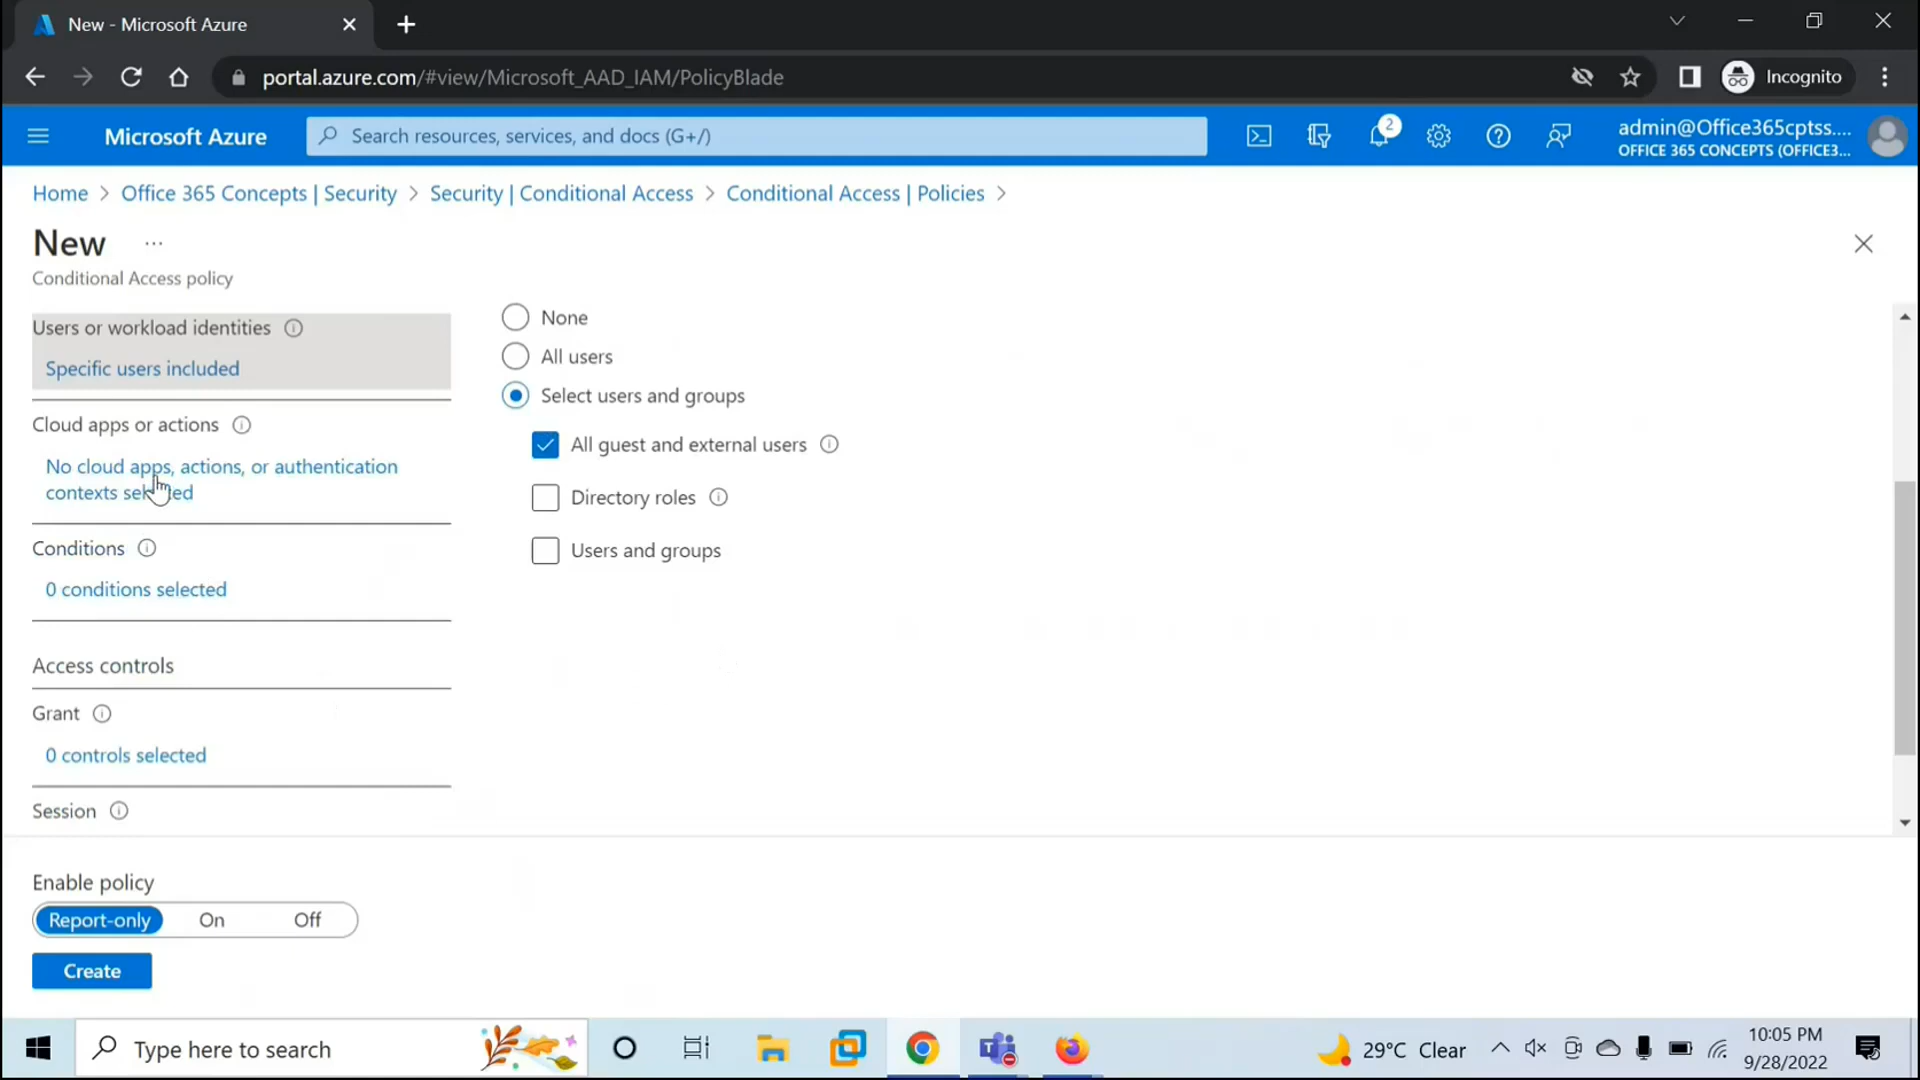 New - Microsoft Azure
portal.azure.com/#view/Microsoft_AAD_IAM/PolicyBlade
Incognito
Microsoft Azure
Search resources, services, and docs (G+/)
2
admin@Office365cptss....
OFFICE 365 CONCEPTS (OFFICE3...
Home > Office 365 Concepts | Security > Security | Conditional Access > Conditional Access | Policies >
New ...
Conditional Access policy
Users or workload identities
Specific users included
Cloud apps or actions
No cloud apps, actions, or authentication
contexts selected
Conditions
0 conditions selected
Access controls
Grant
0 controls selected
Session
None
All users
Select users and groups
All guest and external users
Directory roles
Users and groups
Enable policy
Report-only On Off
Create
Type here to search
29°C Clear
10:05 PM
9/28/2022